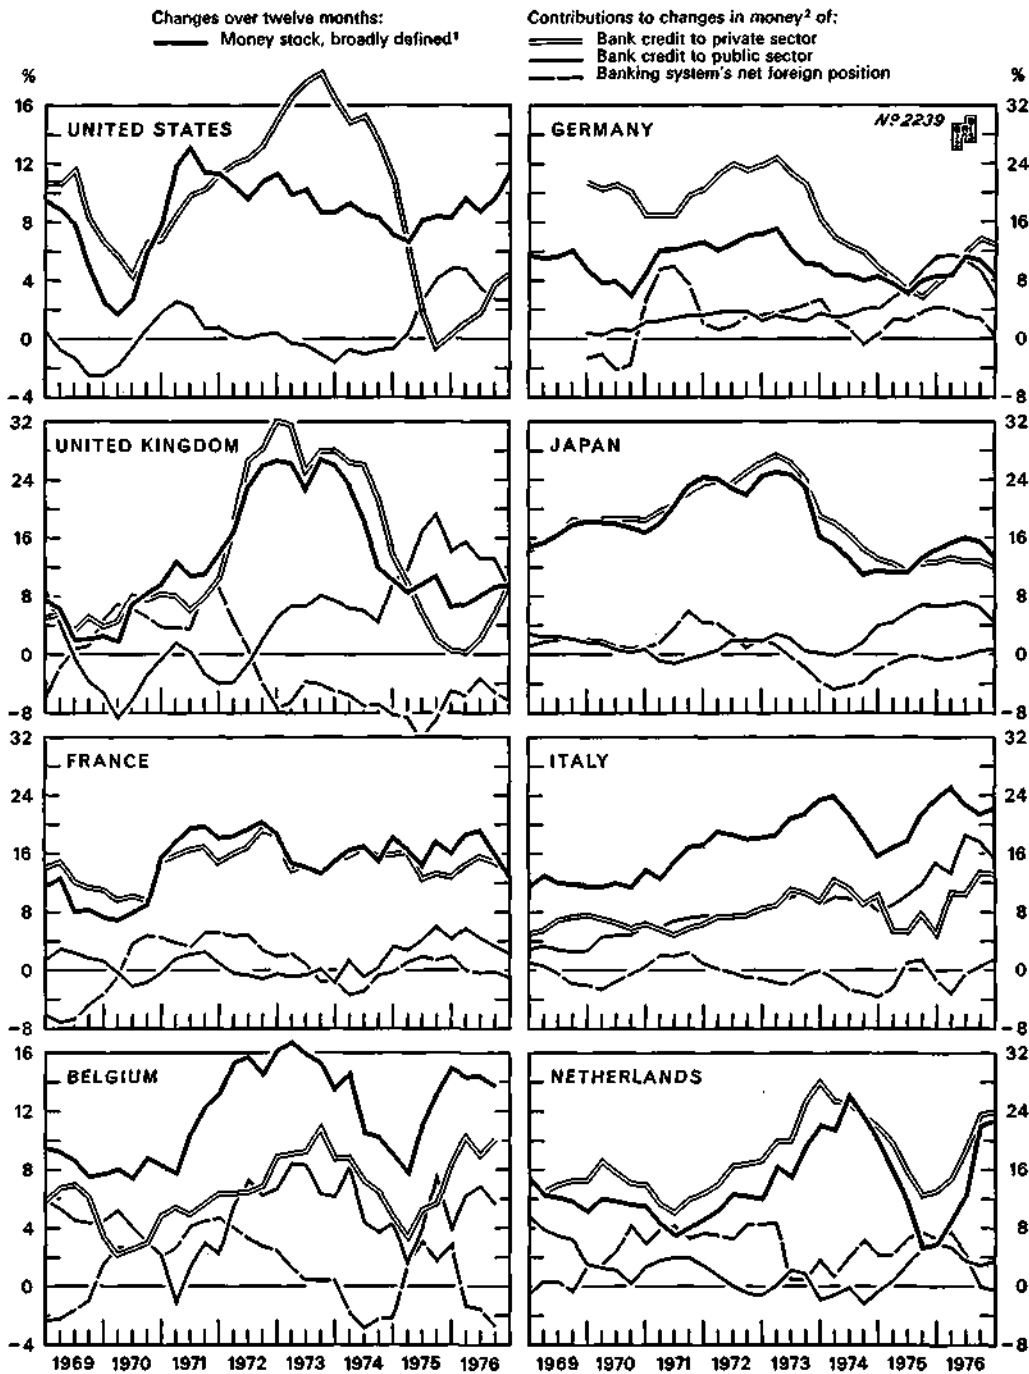 Changes over twelve months:
Money stock, broadly defined¹
Contributions to changes in money² of:
Bank credit to private sector
Bank credit to public sector
Banking system's net foreign position
% %
UNITED STATES
16
12
8
4
0
-4
GERMANY
Nº 2239
32
24
16
8
0
-8
UNITED KINGDOM
32
24
16
8
0
-8
JAPAN
32
24
16
8
0
-8
FRANCE
32
24
16
8
0
-8
ITALY
32
24
16
8
0
-8
BELGIUM
16
12
8
4
0
-4
NETHERLANDS
32
24
16
8
0
-8
1969 1970 1971 1972 1973 1974 1975 1976
1969 1970 1971 1972 1973 1974 1975 1976